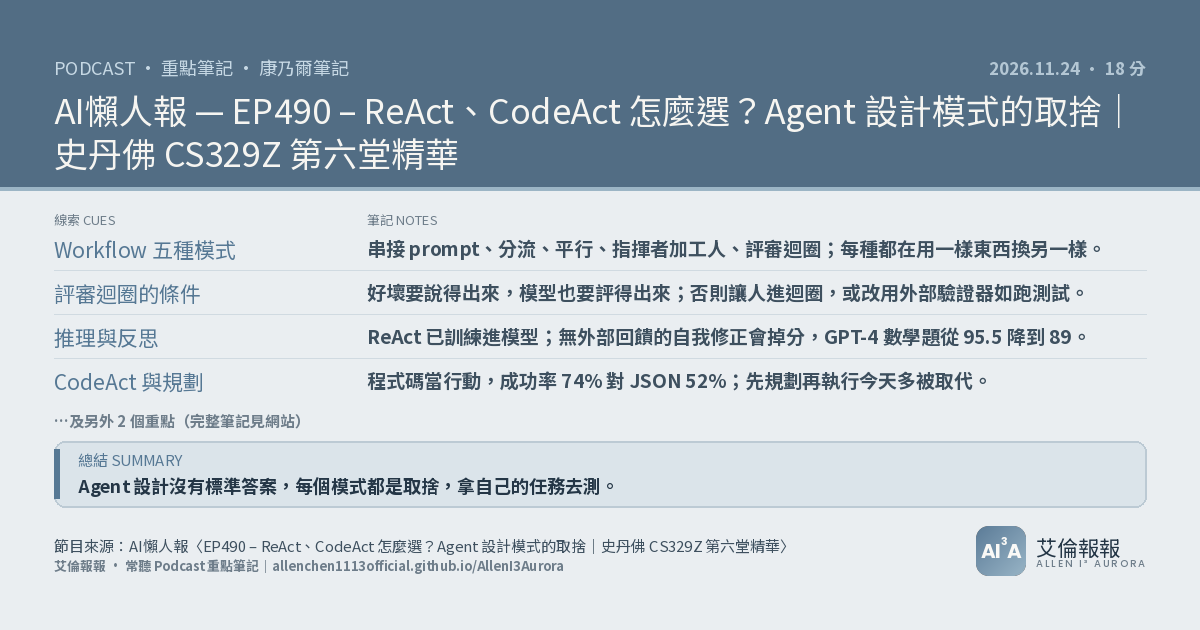 PODCAST • 重點筆記 • 康乃爾筆記
2026.11.24 • 18 分
AI懶人報 — EP490 – ReAct、CodeAct 怎麼選？Agent 設計模式的取捨｜
史丹佛 CS329Z 第六堂精華
線索 CUES
筆記 NOTES
Workflow 五種模式
串接 prompt、分流、平行、指揮者加工人、評審迴圈；每種都在用一樣東西換另一樣。
評審迴圈的條件
好壞要說得出來，模型也要評得出來；否則讓人進迴圈，或改用外部驗證器如跑測試。
推理與反思
ReAct 已訓練進模型；無外部回饋的自我修正會掉分，GPT-4 數學題從 95.5 降到 89。
CodeAct 與規劃
程式碼當行動，成功率 74% 對 JSON 52%；先規劃再執行今天多被取代。
…及另外 2 個重點（完整筆記見網站）
總結 SUMMARY
Agent 設計沒有標準答案，每個模式都是取捨，拿自己的任務去測。
節目來源：AI懶人報〈EP490 – ReAct、CodeAct 怎麼選？Agent 設計模式的取捨｜史丹佛 CS329Z 第六堂精華〉
艾倫報報 • 常聽 Podcast 重點筆記｜allenchen1113official.github.io/AllenI3Aurora
AI³A
艾倫報報
ALLEN I³ AURORA